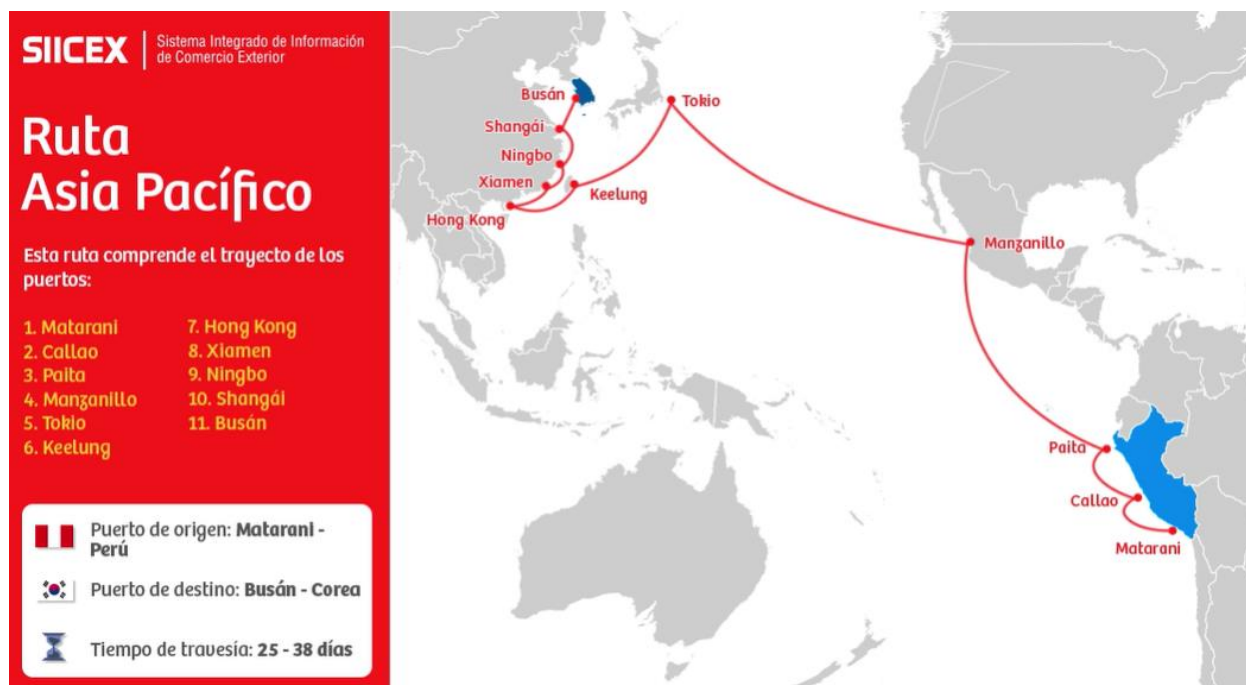 SIICEX
Sistema Integrado de Información
de Comercio Exterior
Ruta
Asia Pacífico
Esta ruta comprende el trayecto de los
puertos:
1. Matarani
2. Callao
3. Paita
4. Manzanillo
5. Tokio
6. Keelung
7. Hong Kong
8. Xiamen
9. Ningbo
10. Shangái
11. Busán
Puerto de origen: Matarani -
Perú
Puerto de destino: Busán - Corea
Tiempo de travesía: 25 - 38 días
Busán
Tokio
Shangái
Ningbo
Xiamen
Keelung
Hong Kong
Manzanillo
Paita
Callao
Matarani